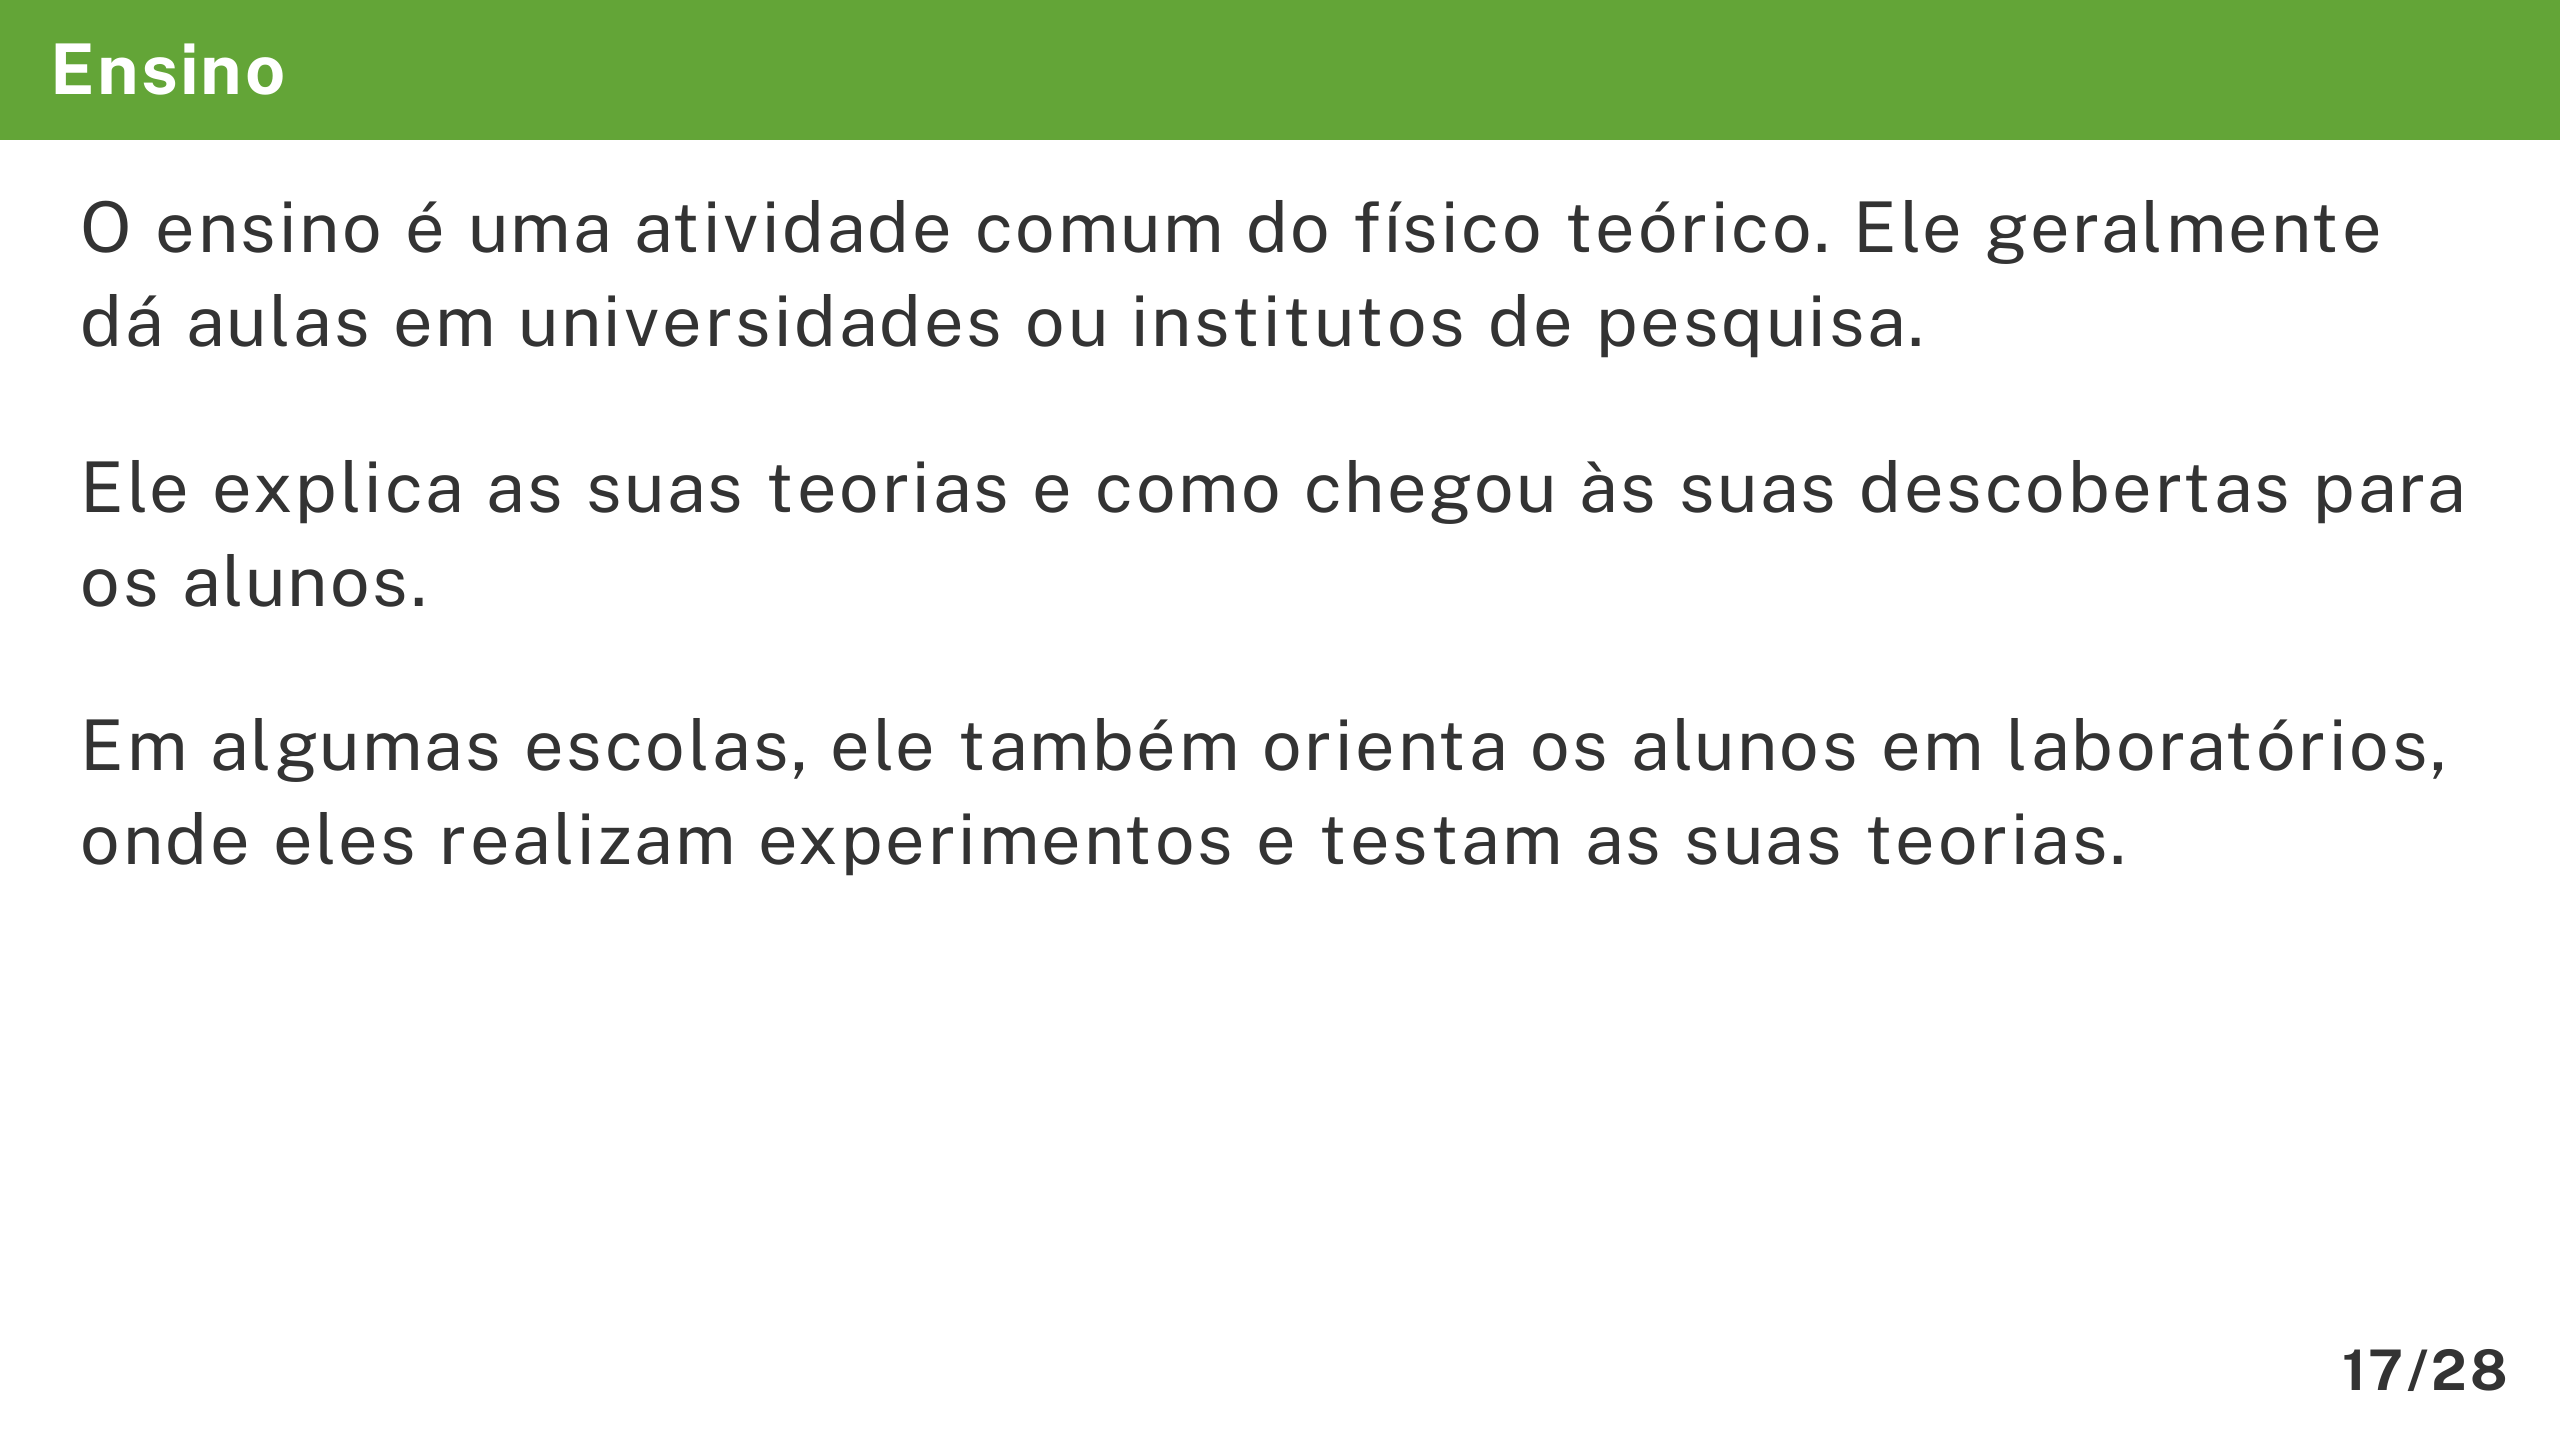 Ensino
O ensino é uma atividade comum do físico teórico. Ele geralmente
dá aulas em universidades ou institutos de pesquisa.
Ele explica as suas teorias e como chegou às suas descobertas para
os alunos.
Em algumas escolas, ele também orienta os alunos em laboratórios,
onde eles realizam experimentos e testam as suas teorias.
17/28